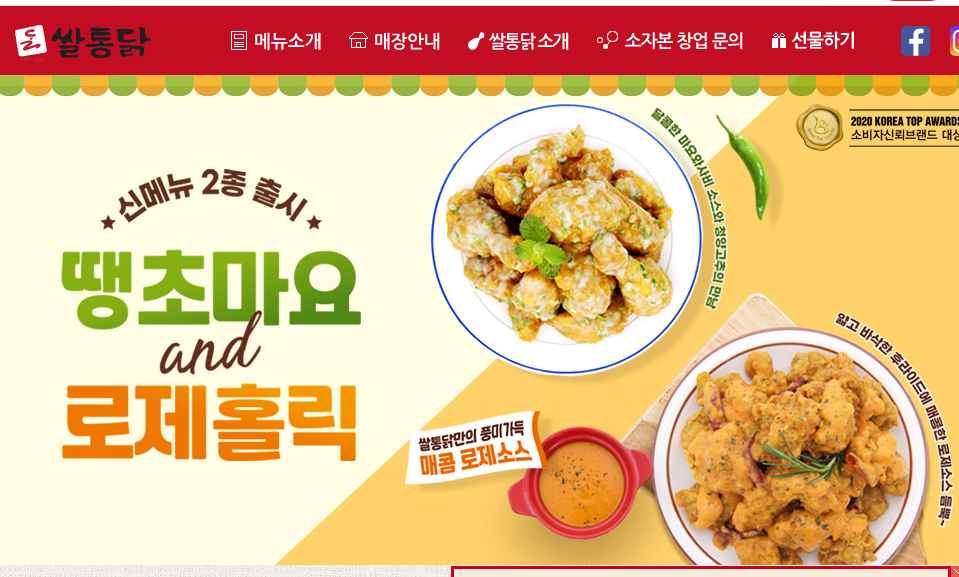 쌀통닭
메뉴소개
매장안내
쌀통닭 소개
소자본 창업 문의
선물하기
2020 KOREA TOP AWARDS
소비자신뢰브랜드 대상
신메뉴 2종 출시
땡초마요
and
로제홀릭
달콤한 마요와사비 소스와 청양고추의 만남
쌀통닭만의 풍미가득
매콤 로제소스
얇고 바삭한 후라이드에 매콤한 로제소스 듬뿍~